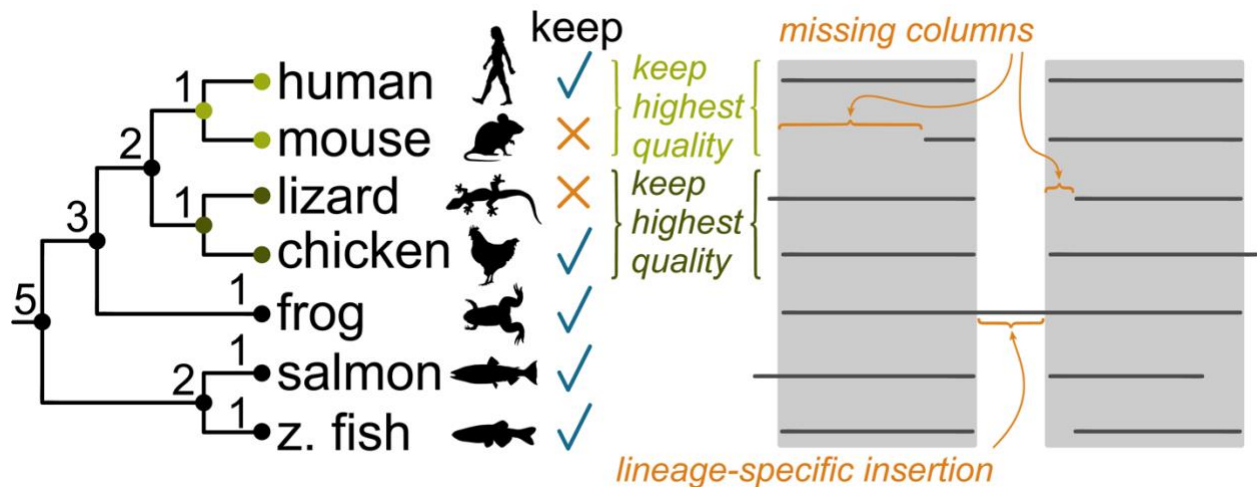 keep
missing columns
1 human
keep
highest
quality
mouse
2
1 lizard
keep
highest
quality
3
chicken
5
1 frog
1 salmon
2
1 z. fish
lineage-specific insertion